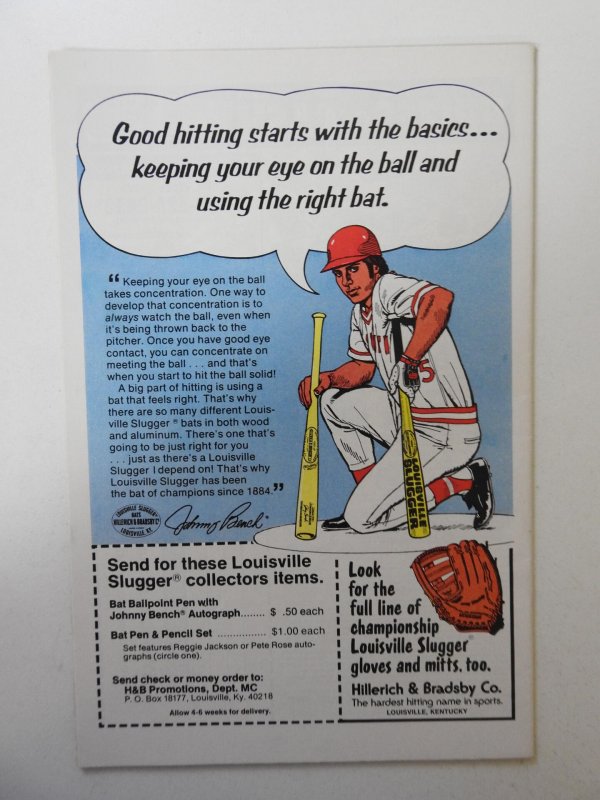 Good hitting starts with the basics...
keeping your eye on the ball and
using the right bat.
“ Keeping your eye on the ball
takes concentration. One way to
develop that concentration is to
always watch the ball, even when
it's being thrown back to the
pitcher. Once you have good eye
contact, you can concentrate on
meeting the ball . . . and that's
when you start to hit the ball solid!
A big part of hitting is using a
bat that feels right. That's why
there are so many different Louis-
ville Slugger ® bats in both wood
and aluminum. There's one that's
going to be just right for you
. . . just as there's a Louisville
Slugger I depend on! That's why
Louisville Slugger has been
the bat of champions since 1884.”
LOUISVILLE SLUGGER
BATS
HILLERICH & BRADSBY Co
LOUISVILLE, KY.
Johnny Bench
5
LOUISVILLE
SLUGGER
Send for these Louisville
Slugger® collectors items.
Bat Ballpoint Pen with
Johnny Bench® Autograph....... $ .50 each
Bat Pen & Pencil Set ................ $1.00 each
Set features Reggie Jackson or Pete Rose auto-
graphs (circle one).
Send check or money order to:
H&B Promotions, Dept. MC
P. O. Box 18177, Louisville, Ky. 40218
Allow 4-6 weeks for delivery.
Look
for the
full line of
championship
Louisville Slugger®
gloves and mitts, too.
Hillerich & Bradsby Co.
The hardest hitting name in sports.
LOUISVILLE, KENTUCKY